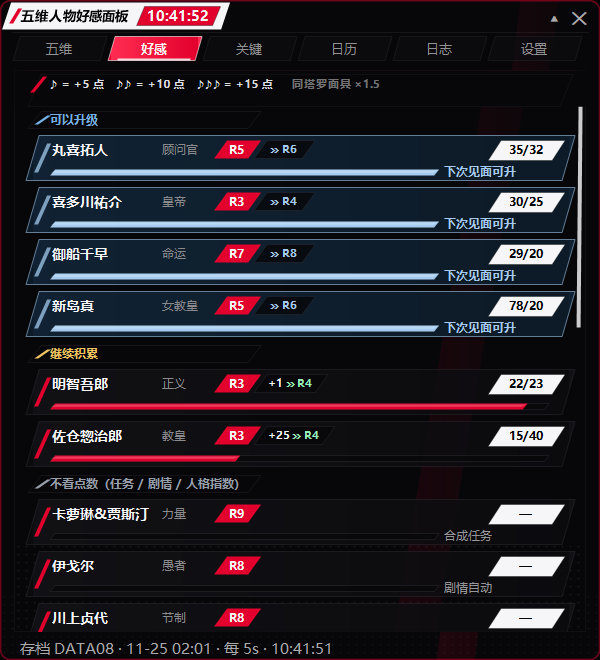 五维人物好感面板 10:41:52
五维 好感 关键 日历 日志 设置
♪ = +5 点 ♪♪ = +10 点 ♪♪♪ = +15 点 同塔罗面具 ×1.5
可以升级
丸喜拓人 顾问官 R5 » R6 35/32
下次见面可升
喜多川祐介 皇帝 R3 » R4 30/25
下次见面可升
御船千早 命运 R7 » R8 29/20
下次见面可升
新岛真 女教皇 R5 » R6 78/20
下次见面可升
继续积累
明智吾郎 正义 R3 +1 » R4 22/23
佐仓惣治郎 教皇 R3 +25 » R4 15/40
不看点数（任务 / 剧情 / 人格指数）
卡萝琳&贾斯汀 力量 R9 —
合成任务
伊戈尔 愚者 R8 —
剧情自动
川上贞代 节制 R8 —
存档 DATA08 · 11-25 02:01 · 每 5s · 10:41:51